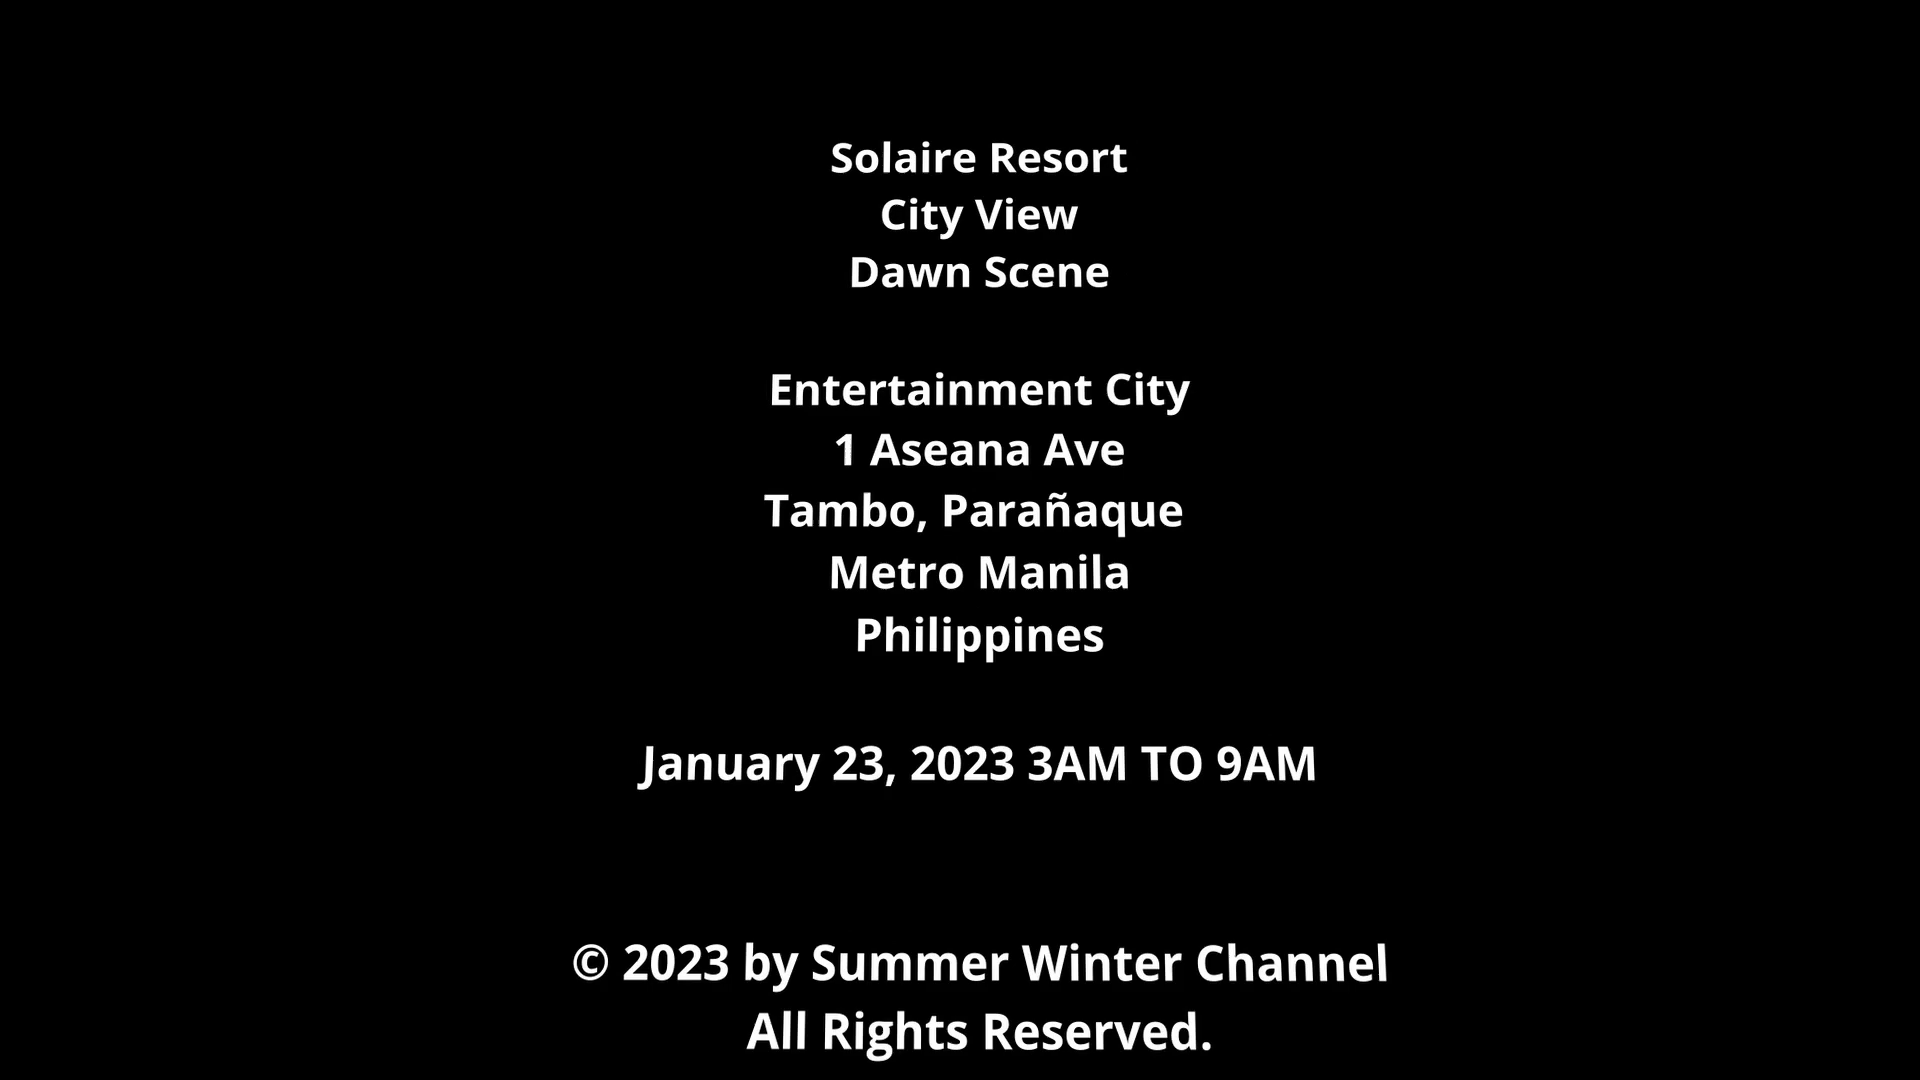 Solaire Resort
City View
Dawn Scene
Entertainment City
1 Aseana Ave
Tambo, Parañaque
Metro Manila
Philippines
January 23, 2023 3AM TO 9AM
© 2023 by Summer Winter Channel
All Rights Reserved.